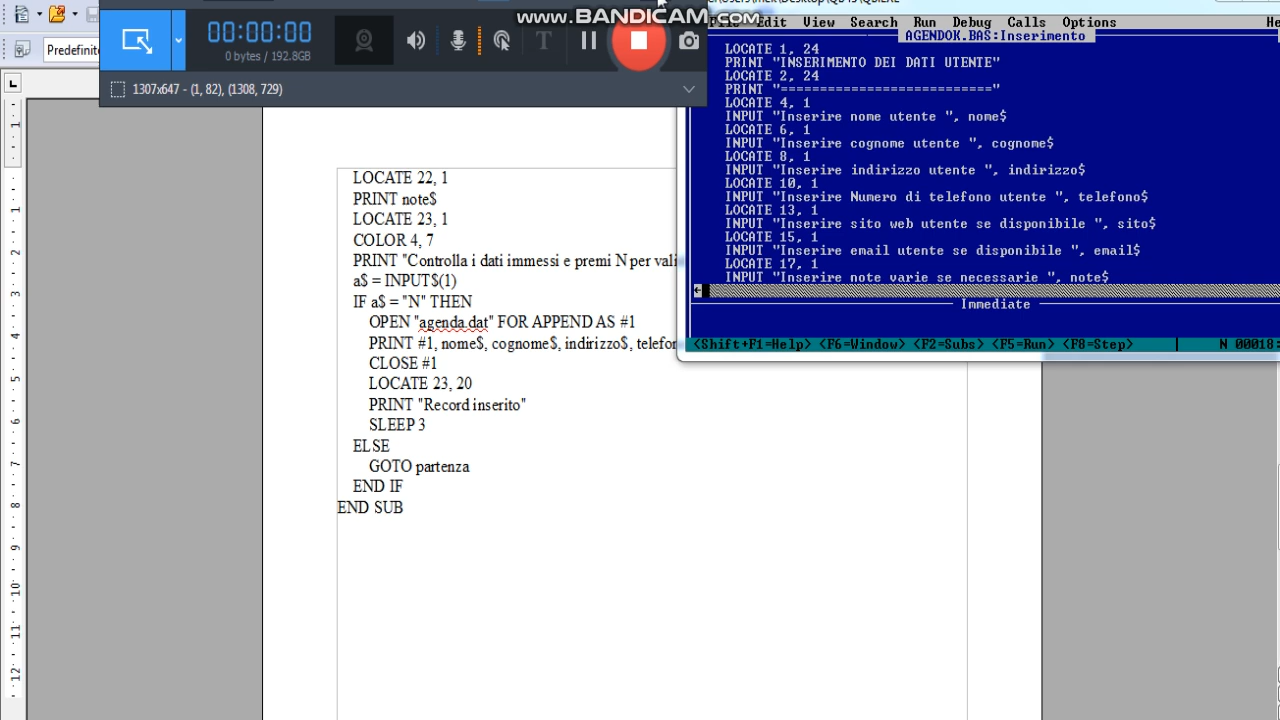 www.BANDICAM.com
Predefinit
00:00:00
0 bytes / 192.8GB
1307x647 - (1, 82), (1308, 729)
LOCATE 22, 1
PRINT note$
LOCATE 23, 1
COLOR 4, 7
PRINT "Controlla i dati immessi e premi N per vali
a$ = INPUT$(1)
IF a$ = "N" THEN
OPEN "agenda.dat" FOR APPEND AS #1
PRINT #1, nome$, cognome$, indirizzo$, telefon
CLOSE #1
LOCATE 23, 20
PRINT "Record inserito"
SLEEP 3
ELSE
GOTO partenza
END IF
END SUB
File Edit View Search Run Debug Calls Options He
AGENDOK.BAS:Inserimento
LOCATE 1, 24
PRINT "INSERIMENTO DEI DATI UTENTE"
LOCATE 2, 24
PRINT "==========================="
LOCATE 4, 1
INPUT "Inserire nome utente ", nome$
LOCATE 6, 1
INPUT "Inserire cognome utente ", cognome$
LOCATE 8, 1
INPUT "Inserire indirizzo utente ", indirizzo$
LOCATE 10, 1
INPUT "Inserire Numero di telefono utente ", telefono$
LOCATE 13, 1
INPUT "Inserire sito web utente se disponibile ", sito$
LOCATE 15, 1
INPUT "Inserire email utente se disponibile ", email$
LOCATE 17, 1
INPUT "Inserire note varie se necessarie ", note$
Immediate
<Shift+F1=Help> <F6=Window> <F2=Subs> <F5=Run> <F8=Step> N 00018: